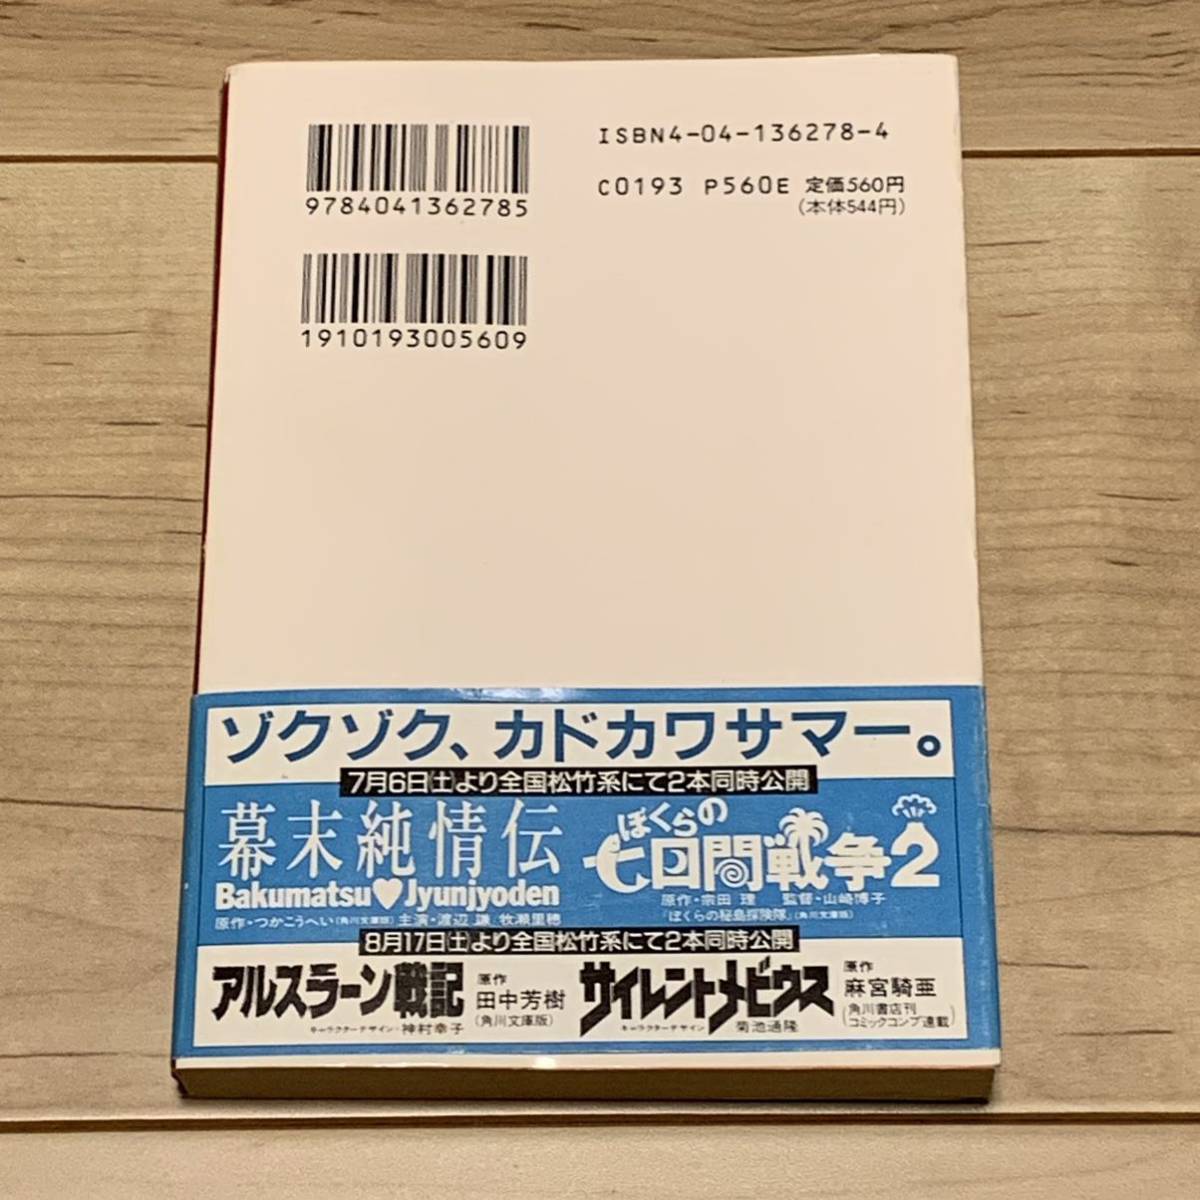 9784041362785
ISBN4-04-136278-4
C0193 P560E 定価560円
(本体544円)
1910193005609
ゾクゾク、カドカワサマー。
7月6日(土)より全国松竹系にて2本同時公開
幕末純情伝
Bakumatsu♥Jyunjyoden
原作・つかこうへい(角川文庫版) 主演・渡辺 謙/牧瀬里穂
ぼくらの
七日間戦争2
原作・宗田 理 監督・山崎博子
「ぼくらの秘島探険隊」(角川文庫版)
8月17日(土)より全国松竹系にて2本同時公開
アルスラーン戦記
原作
田中芳樹
(角川文庫版)
キャラクターデザイン・神村幸子
サイレントメビウス
キャラクターデザイン 菊池通隆
原作
麻宮騎亜
(角川書店刊
コミックコンプ連載)